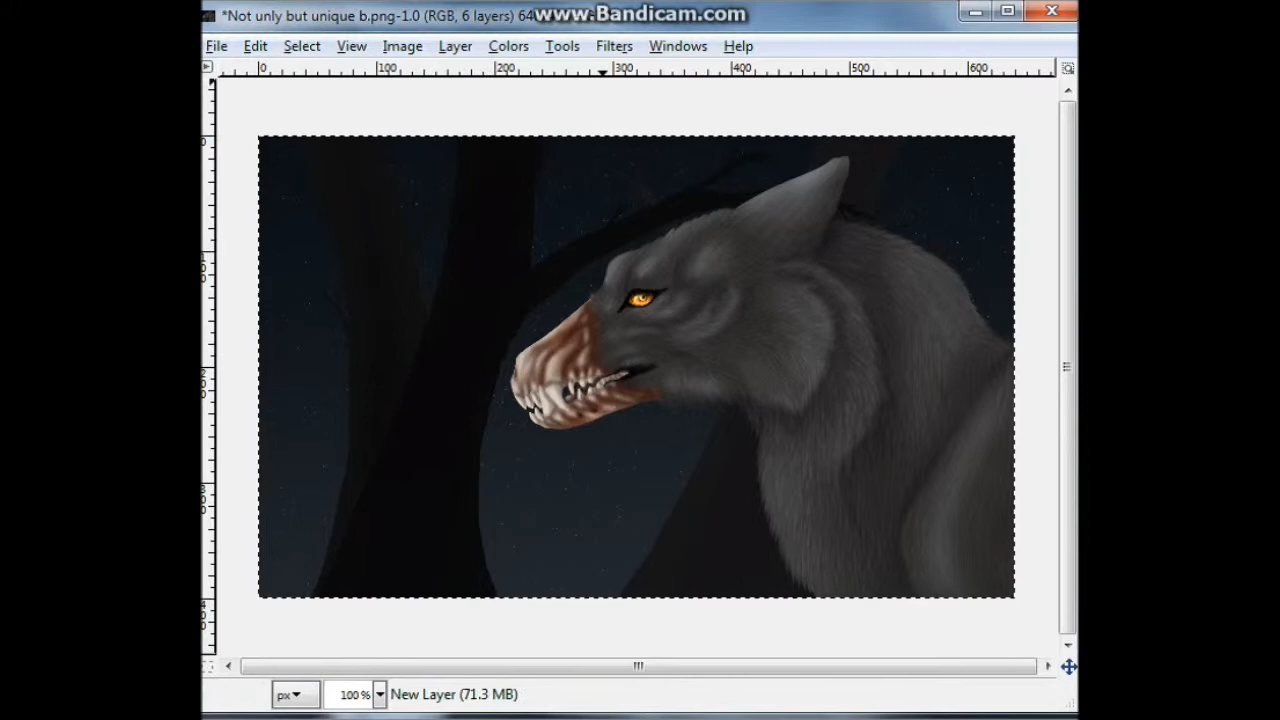 *Not unly but unique b.png-1.0 (RGB, 6 layers) 64
www.Bandicam.com
File Edit Select View Image Layer Colors Tools Filters Windows Help
0 100 200 300 400 500 600
px 100 % New Layer (71.3 MB)